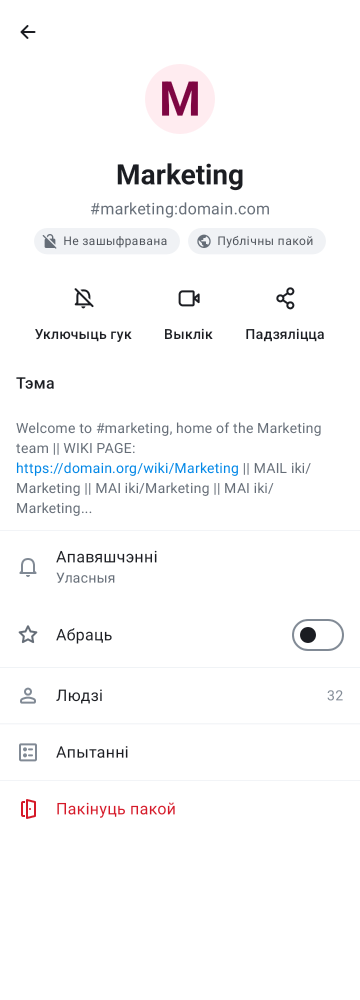 M
Marketing
#marketing:domain.com
Не зашыфравана
Публічны пакой
Уключыць гук
Выклік
Падзяліцца
Тэма
Welcome to #marketing, home of the Marketing
team || WIKI PAGE:
https://domain.org/wiki/Marketing || MAIL iki/
Marketing || MAI iki/Marketing || MAI iki/
Marketing...
Апавяшчэнні
Уласныя
Абраць
Людзі
32
Апытанні
Пакінуць пакой